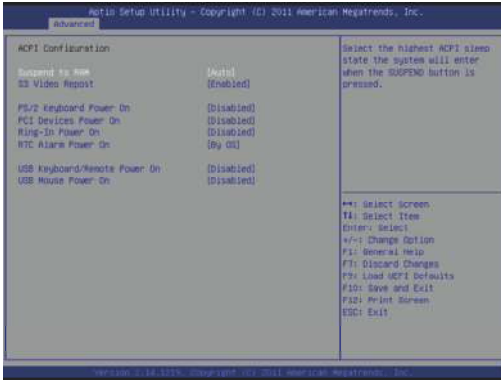 Aptio Setup Utility - Copyright (C) 2011 American Megatrends, Inc.
Advanced
ACPI Configuration
Suspend to RAM [Auto]
S3 Video Repost [Enabled]
PS/2 Keyboard Power On [Disabled]
PCI Devices Power On [Disabled]
Ring-In Power On [Disabled]
RTC Alarm Power On [By OS]
USB Keyboard/Remote Power On [Disabled]
USB Mouse Power On [Disabled]
Select the highest ACPI sleep
state the system will enter
when the SUSPEND button is
pressed.
→←: Select Screen
↑↓: Select Item
Enter: Select
+/-: Change Option
F1: General Help
F7: Discard Changes
F9: Load UEFI Defaults
F10: Save and Exit
F12: Print Screen
ESC: Exit
Version 2.14.1219. Copyright (C) 2011 American Megatrends, Inc.